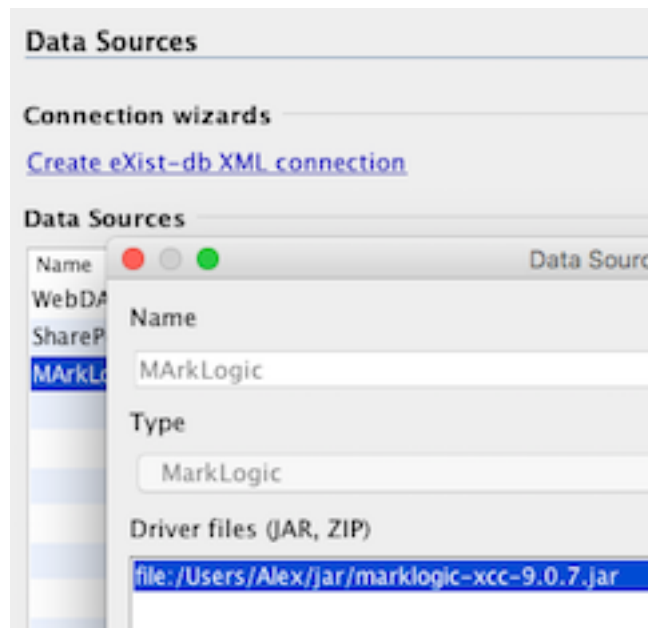 Data Sources
Connection wizards
Create eXist-db XML connection
Data Sources
Name
WebDA
ShareP
MArkLo
Data Sourc
Name
MArkLogic
Type
MarkLogic
Driver files (JAR, ZIP)
file:/Users/Alex/jar/marklogic-xcc-9.0.7.jar